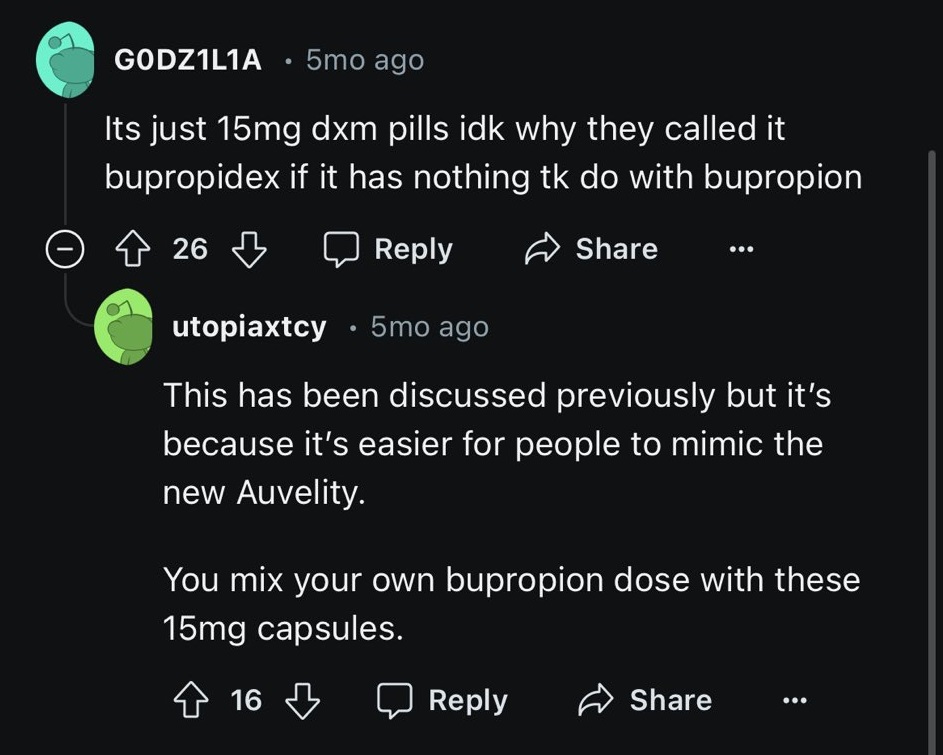 G0DZ1L1A · 5mo ago
Its just 15mg dxm pills idk why they called it
bupropidex if it has nothing tk do with bupropion
26 Reply Share ...
utopiaxtcy · 5mo ago
This has been discussed previously but it’s
because it’s easier for people to mimic the
new Auvelity.
You mix your own bupropion dose with these
15mg capsules.
16 Reply Share ...